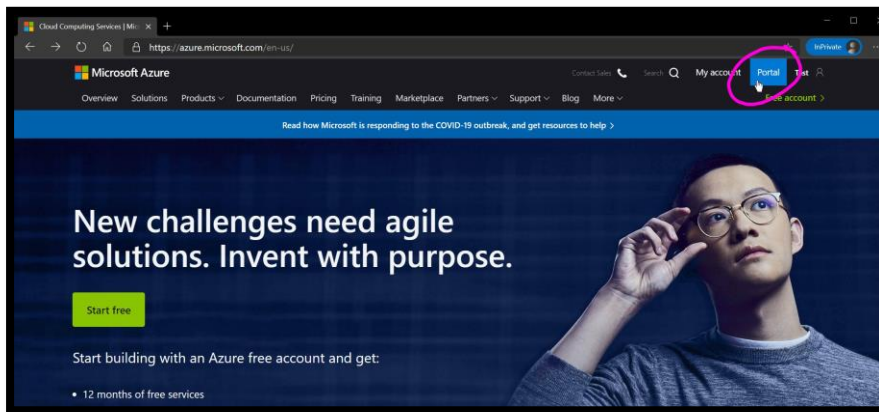 Cloud Computing Services | Mic
https://azure.microsoft.com/en-us/
InPrivate
Microsoft Azure
Contact Sales
Search
My account
Portal
Test
Overview Solutions Products Documentation Pricing Training Marketplace Partners Support Blog More
Free account >
Read how Microsoft is responding to the COVID-19 outbreak, and get resources to help >
New challenges need agile
solutions. Invent with purpose.
Start free
Start building with an Azure free account and get:
• 12 months of free services